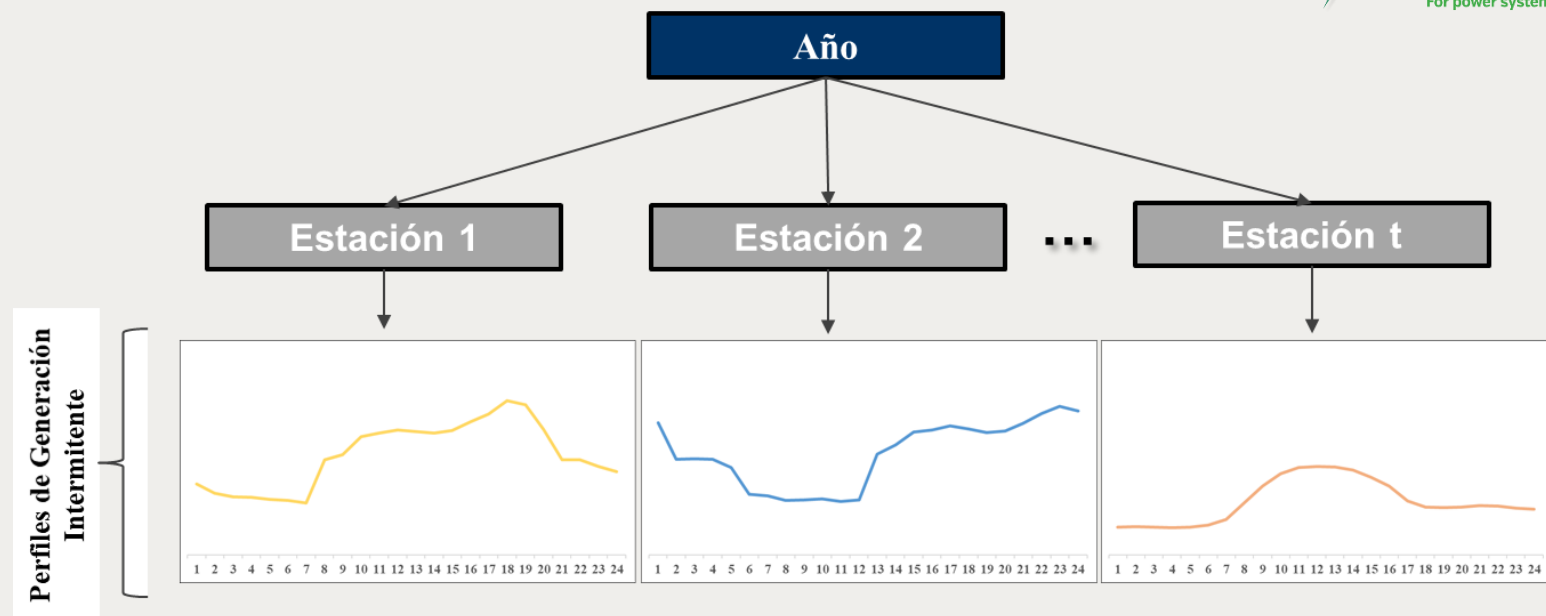 For power system
Año
Estación 1
Estación 2
...
Estación t
Perfiles de Generación
Intermitente
1 2 3 4 5 6 7 8 9 10 11 12 13 14 15 16 17 18 19 20 21 22 23 24
1 2 3 4 5 6 7 8 9 10 11 12 13 14 15 16 17 18 19 20 21 22 23 24
1 2 3 4 5 6 7 8 9 10 11 12 13 14 15 16 17 18 19 20 21 22 23 24